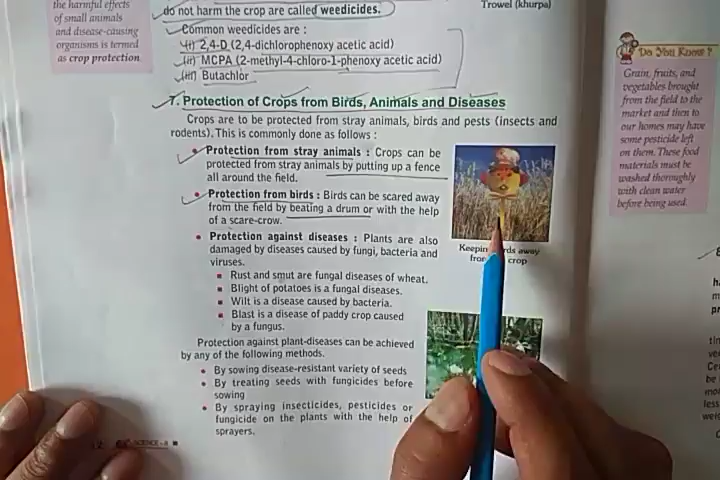 the harmful effects
of small animals
and disease-causing
organisms is termed
as crop protection.
do not harm the crop are called weedicides.
Common weedicides are :
(i) 2,4-D (2,4-dichlorophenoxy acetic acid)
(ii) MCPA (2-methyl-4-chloro-1-phenoxy acetic acid)
(iii) Butachlor
Trowel (khurpa)
7. Protection of Crops from Birds, Animals and Diseases
Crops are to be protected from stray animals, birds and pests (insects and
rodents). This is commonly done as follows :
• Protection from stray animals : Crops can be
protected from stray animals by putting up a fence
all around the field.
• Protection from birds : Birds can be scared away
from the field by beating a drum or with the help
of a scare-crow.
• Protection against diseases : Plants are also
damaged by diseases caused by fungi, bacteria and
viruses.
▪ Rust and smut are fungal diseases of wheat.
▪ Blight of potatoes is a fungal diseases.
▪ Wilt is a disease caused by bacteria.
▪ Blast is a disease of paddy crop caused
by a fungus.
Protection against plant-diseases can be achieved
by any of the following methods.
• By sowing disease-resistant variety of seeds
• By treating seeds with fungicides before
sowing
• By spraying insecticides, pesticides or
fungicide on the plants with the help of
sprayers.
away
crop
SCIENCE
Do You Know ?
Grain, fruits, and
vegetables brought
from the field to the
market and then to
our homes may have
some pesticide left
on them. These food
materials must be
washed thoroughly
with clean water
before being used.